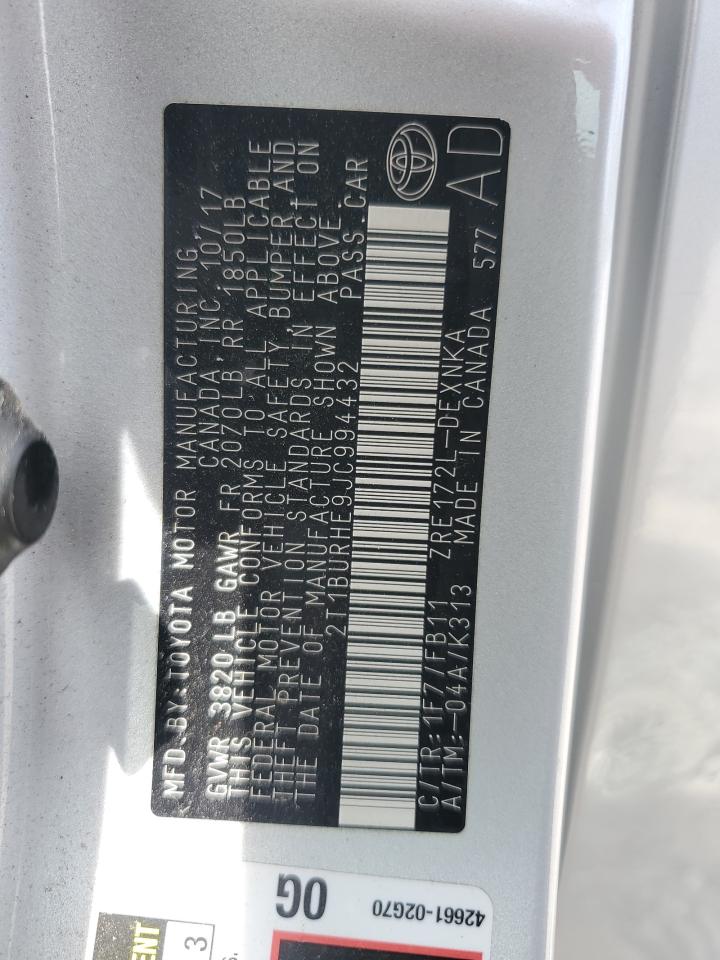 MFD.BY:TOYOTA MOTOR MANUFACTURING
CANADA, INC. 10/17
GVWR 3820LB GAWR FR 2070LB RR 1850LB
THIS VEHICLE CONFORMS TO ALL APPLICABLE
FEDERAL MOTOR VEHICLE SAFETY, BUMPER, AND
THEFT PREVENTION STANDARDS IN EFFECT ON
THE DATE OF MANUFACTURE SHOWN ABOVE.
2T1BURHE9JC994432 PASS.CAR
C/TR:1F7/FB11 ZRE172L-DEXNKA
A/TM:-04A/K313 MADE IN CANADA 577 AD
0G
42661-02G70
3